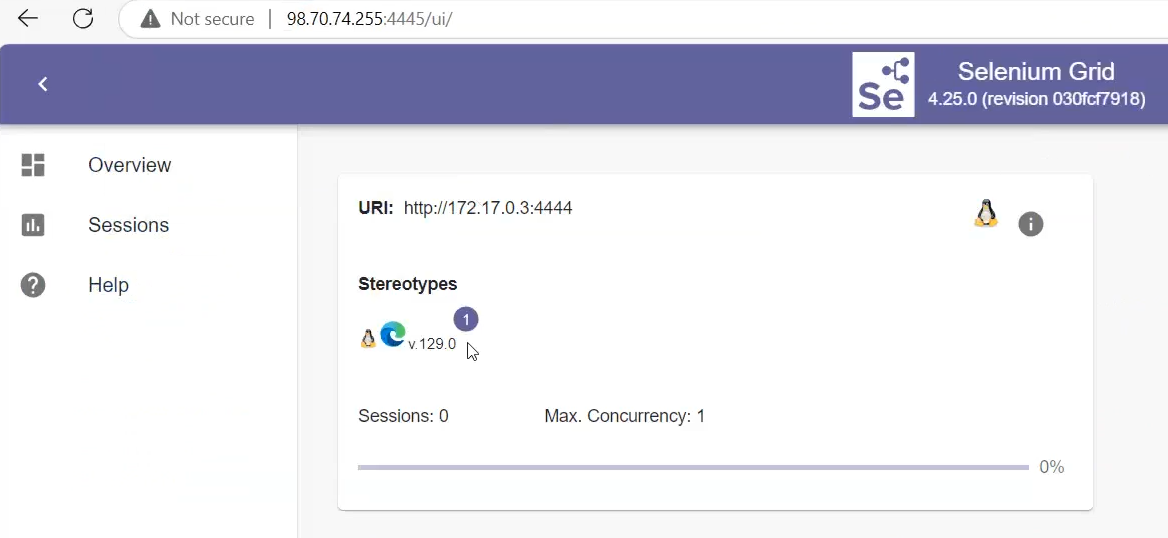 Not secure | 98.70.74.255:4445/ui/
Se
Selenium Grid
4.25.0 (revision 030fcf7918)
Overview
Sessions
Help
URI: http://172.17.0.3:4444
Stereotypes
1
v.129.0
Sessions: 0 Max. Concurrency: 1
0%